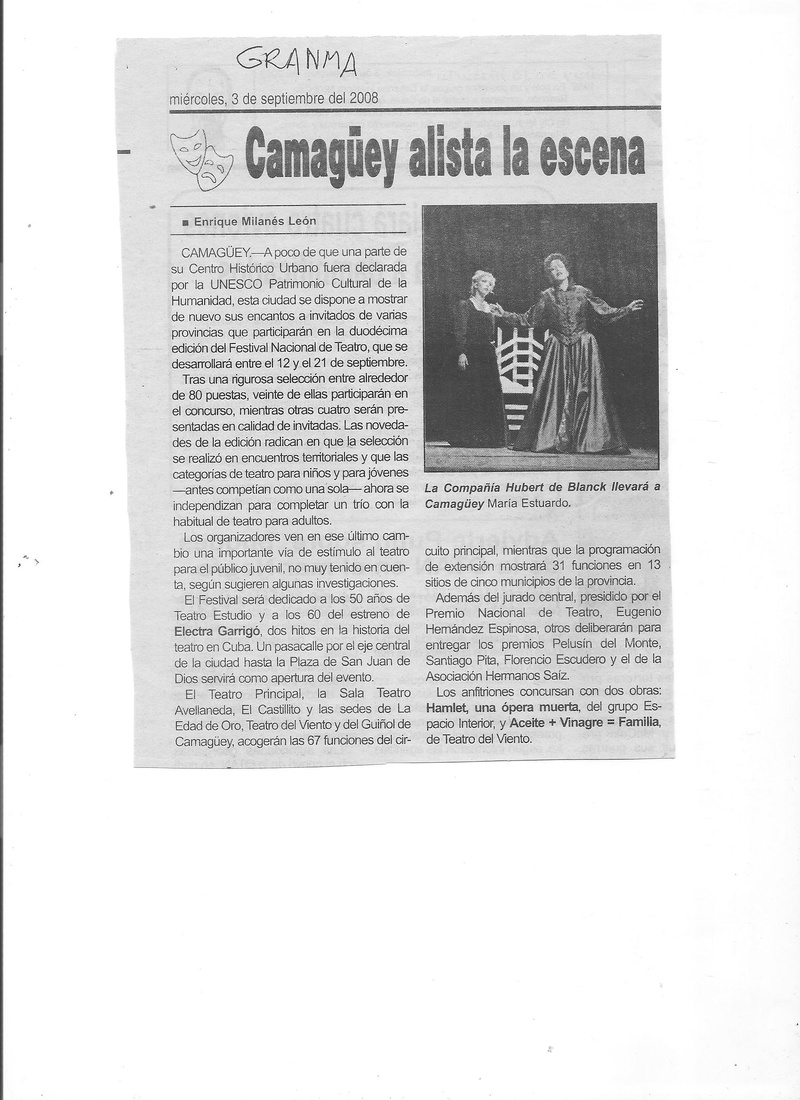 GRANMA
miércoles, 3 de septiembre del 2008
Camagüey alista la escena
■ Enrique Milanés León
CAMAGÜEY.—A poco de que una parte de
su Centro Histórico Urbano fuera declarada
por la UNESCO Patrimonio Cultural de la
Humanidad, esta ciudad se dispone a mostrar
de nuevo sus encantos a invitados de varias
provincias que participarán en la duodécima
edición del Festival Nacional de Teatro, que se
desarrollará entre el 12 y el 21 de septiembre.
Tras una rigurosa selección entre alrededor
de 80 puestas, veinte de ellas participarán en
el concurso, mientras otras cuatro serán pre-
sentadas en calidad de invitadas. Las noveda-
des de la edición radican en que la selección
se realizó en encuentros territoriales y que las
categorías de teatro para niños y para jóvenes
—antes competían como una sola— ahora se
independizan para completar un trío con la
habitual de teatro para adultos.
Los organizadores ven en ese último cam-
bio una importante vía de estímulo al teatro
para el público juvenil, no muy tenido en cuen-
ta, según sugieren algunas investigaciones.
El Festival será dedicado a los 50 años de
Teatro Estudio y a los 60 del estreno de
Electra Garrigó, dos hitos en la historia del
teatro en Cuba. Un pasacalle por el eje central
de la ciudad hasta la Plaza de San Juan de
Dios servirá como apertura del evento.
El Teatro Principal, la Sala Teatro
Avellaneda, El Castillito y las sedes de La
Edad de Oro, Teatro del Viento y del Guiñol de
Camagüey, acogerán las 67 funciones del cir-
La Compañía Hubert de Blanck llevará a
Camagüey María Estuardo.
cuito principal, mientras que la programación
de extensión mostrará 31 funciones en 13
sitios de cinco municipios de la provincia.
Además del jurado central, presidido por el
Premio Nacional de Teatro, Eugenio
Hernández Espinosa, otros deliberarán para
entregar los premios Pelusín del Monte,
Santiago Pita, Florencio Escudero y el de la
Asociación Hermanos Saíz.
Los anfitriones concursan con dos obras:
Hamlet, una ópera muerta, del grupo Es-
pacio Interior, y Aceite + Vinagre = Familia,
de Teatro del Viento.